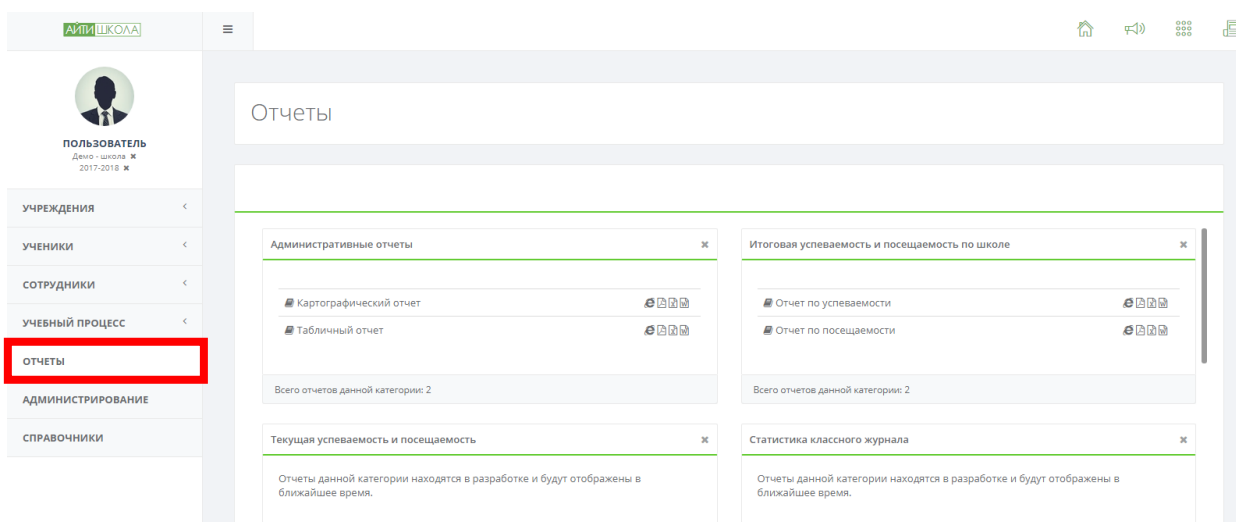 АЙТИ ШКОЛА
ПОЛЬЗОВАТЕЛЬ
Демо - школа ✖
2017-2018 ✖
УЧРЕЖДЕНИЯ
УЧЕНИКИ
СОТРУДНИКИ
УЧЕБНЫЙ ПРОЦЕСС
ОТЧЕТЫ
АДМИНИСТРИРОВАНИЕ
СПРАВОЧНИКИ
Отчеты
Административные отчеты
Картографический отчет
Табличный отчет
Всего отчетов данной категории: 2
Итоговая успеваемость и посещаемость по школе
Отчет по успеваемости
Отчет по посещаемости
Всего отчетов данной категории: 2
Текущая успеваемость и посещаемость
Отчеты данной категории находятся в разработке и будут отображены в
ближайшее время.
Статистика классного журнала
Отчеты данной категории находятся в разработке и будут отображены в
ближайшее время.